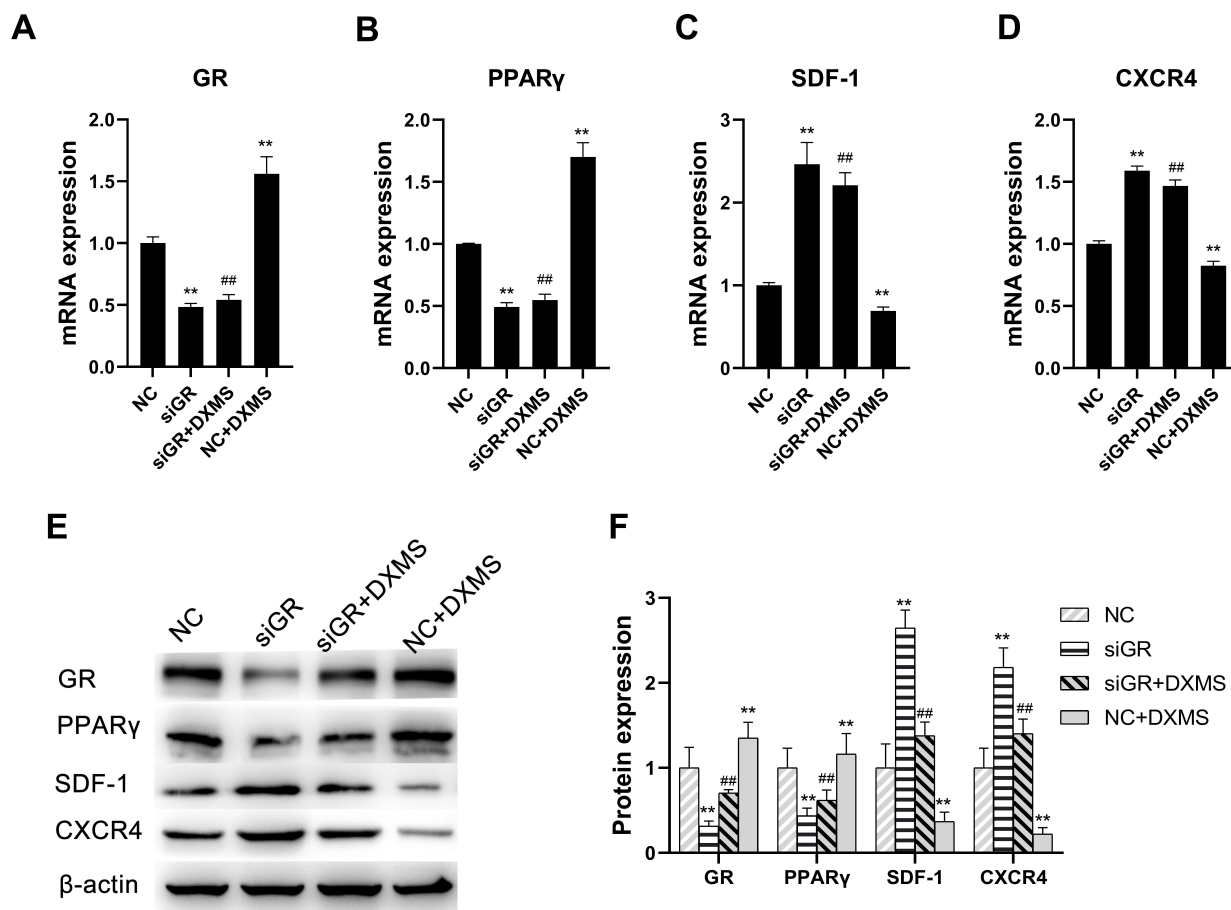 A
B
C
D
GR
PPARγ
SDF-1
CXCR4
mRNA expression
2.0
1.5
1.0
0.5
0.0
**
##
**
NC
siGR
siGR+DXMS
NC+DXMS
mRNA expression
2.0
1.5
1.0
0.5
0.0
**
##
**
NC
siGR
siGR+DXMS
NC+DXMS
mRNA expression
3
2
1
0
**
##
**
NC
siGR
siGR+DXMS
NC+DXMS
mRNA expression
2.0
1.5
1.0
0.5
0.0
**
##
**
NC
siGR
siGR+DXMS
NC+DXMS
E
NC
siGR
siGR+DXMS
NC+DXMS
GR
PPARγ
SDF-1
CXCR4
β-actin
F
Protein expression
3
2
1
0
**
##
**
**
##
**
**
##
**
**
##
**
GR
PPARγ
SDF-1
CXCR4
NC
siGR
siGR+DXMS
NC+DXMS